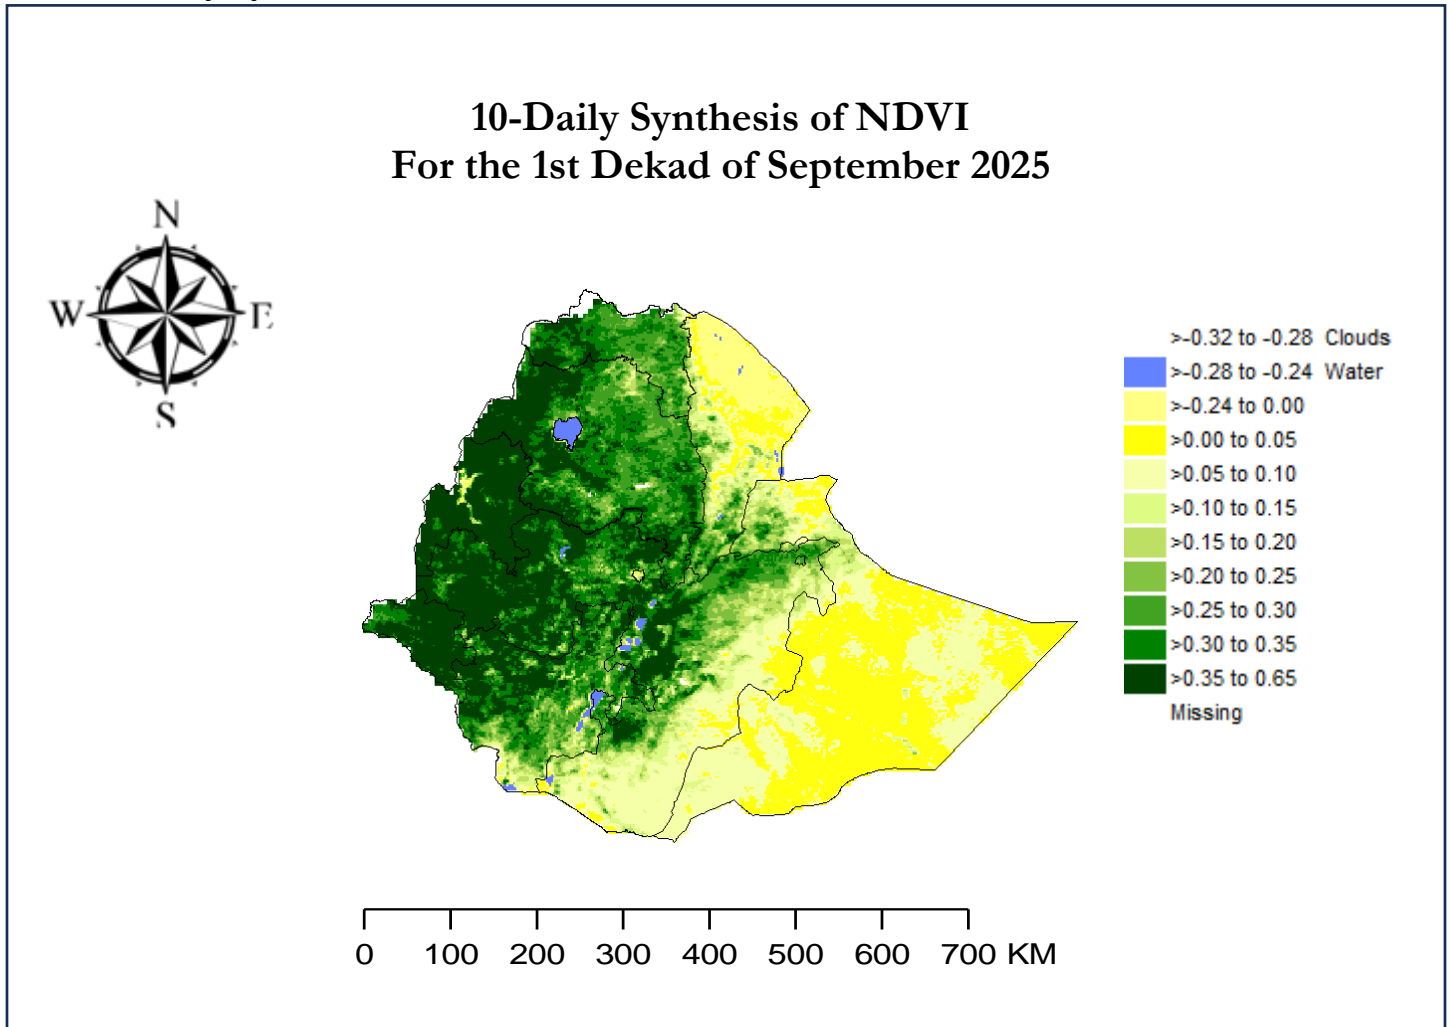 10-Daily Synthesis of NDVI
For the 1st Dekad of September 2025
N
W
E
S
>-0.32 to -0.28 Clouds
>-0.28 to -0.24 Water
>-0.24 to 0.00
>0.00 to 0.05
>0.05 to 0.10
>0.10 to 0.15
>0.15 to 0.20
>0.20 to 0.25
>0.25 to 0.30
>0.30 to 0.35
>0.35 to 0.65
Missing
0 100 200 300 400 500 600 700 KM